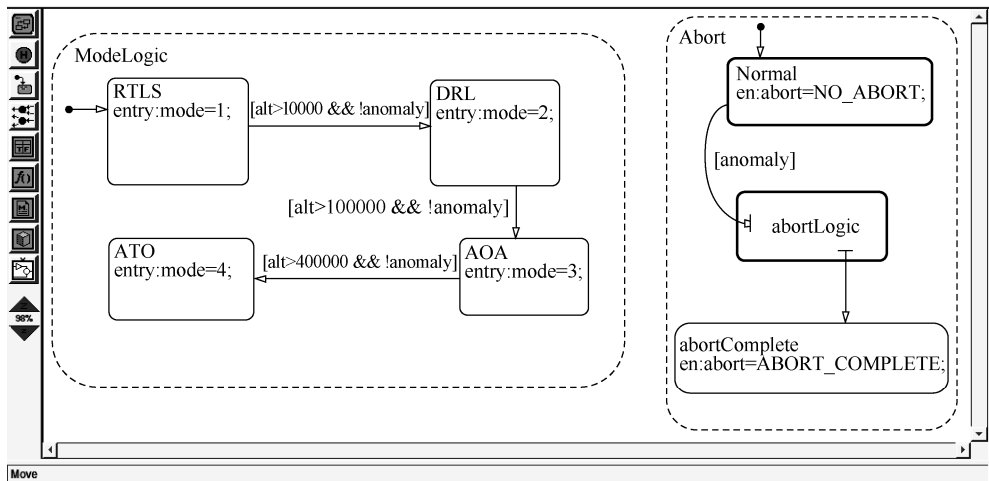 ModeLogic
RTLS
entry:mode=1;
[alt>10000 && !anomaly]
DRL
entry:mode=2;
[alt>100000 && !anomaly]
ATO
entry:mode=4;
[alt>400000 && !anomaly]
AOA
entry:mode=3;
Abort
Normal
en:abort=NO_ABORT;
[anomaly]
abortLogic
abortComplete
en:abort=ABORT_COMPLETE;
H
f()
98%
Move